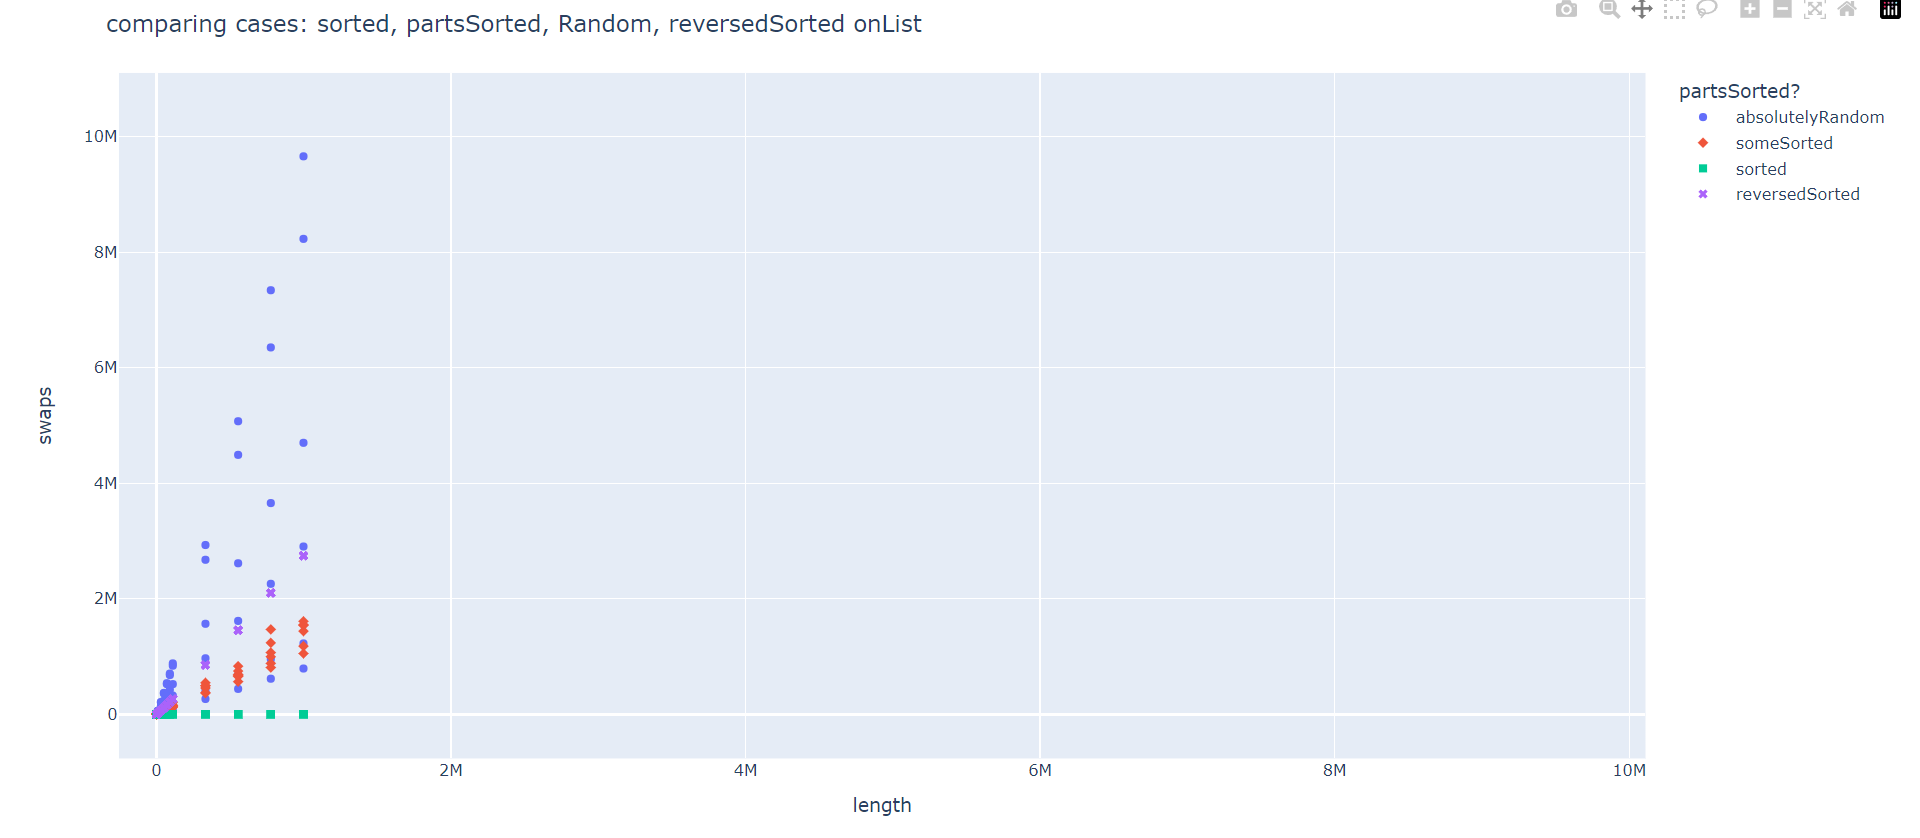 comparing cases: sorted, partsSorted, Random, reversedSorted onList
partsSorted?
absolutelyRandom
someSorted
sorted
reversedSorted
10M
8M
6M
4M
2M
0
swaps
0 2M 4M 6M 8M 10M
length